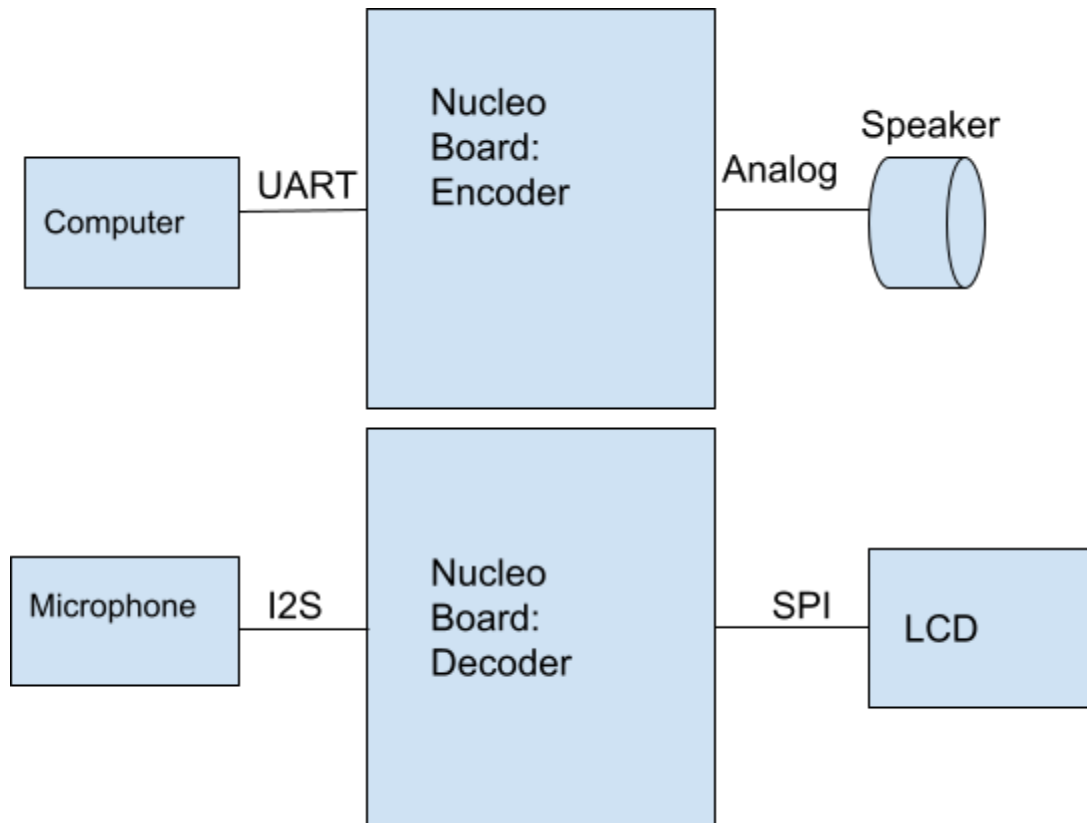 Computer
UART
Nucleo
Board:
Encoder
Analog
Speaker
Microphone
I2S
Nucleo
Board:
Decoder
SPI
LCD